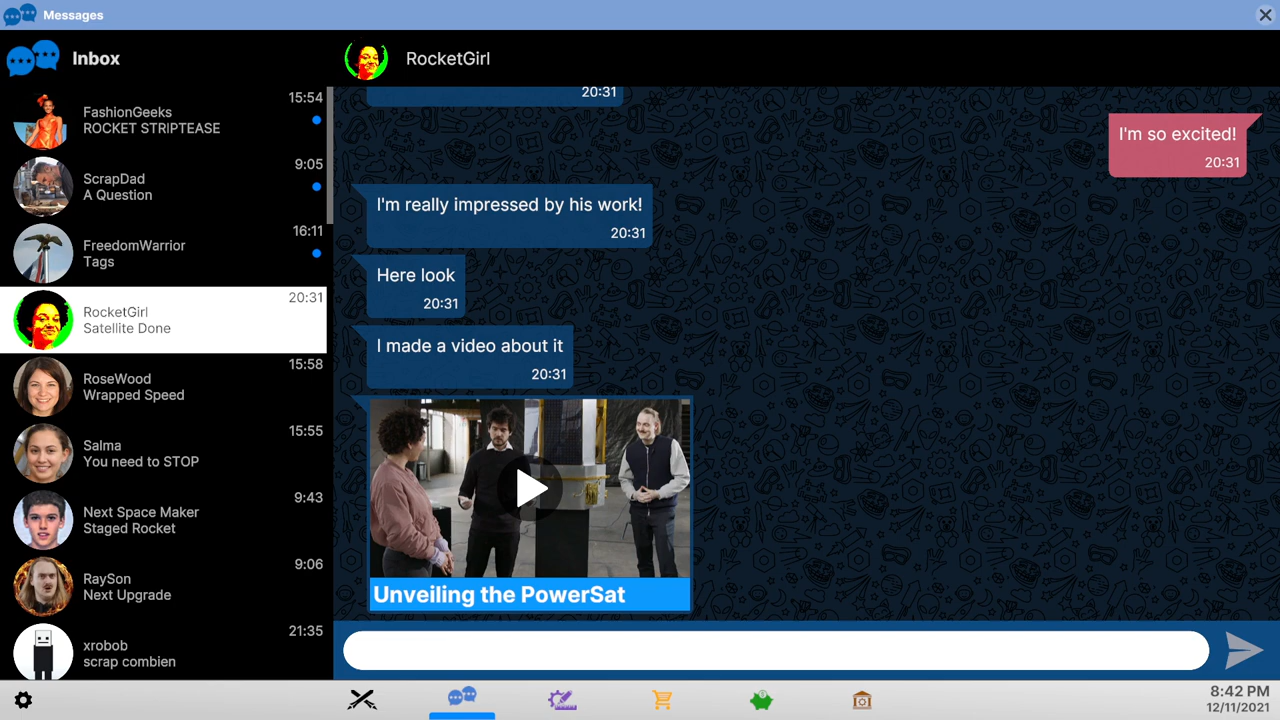 Messages
Inbox
RocketGirl
15:54
FashionGeeks
ROCKET STRIPTEASE
9:05
ScrapDad
A Question
16:11
FreedomWarrior
Tags
20:31
RocketGirl
Satellite Done
15:58
RoseWood
Wrapped Speed
15:55
Salma
You need to STOP
9:43
Next Space Maker
Staged Rocket
9:06
RaySon
Next Upgrade
21:35
xrobob
scrap combien
20:31
I'm so excited!
20:31
I'm really impressed by his work!
20:31
Here look
20:31
I made a video about it
20:31
Unveiling the PowerSat
8:42 PM
12/11/2021